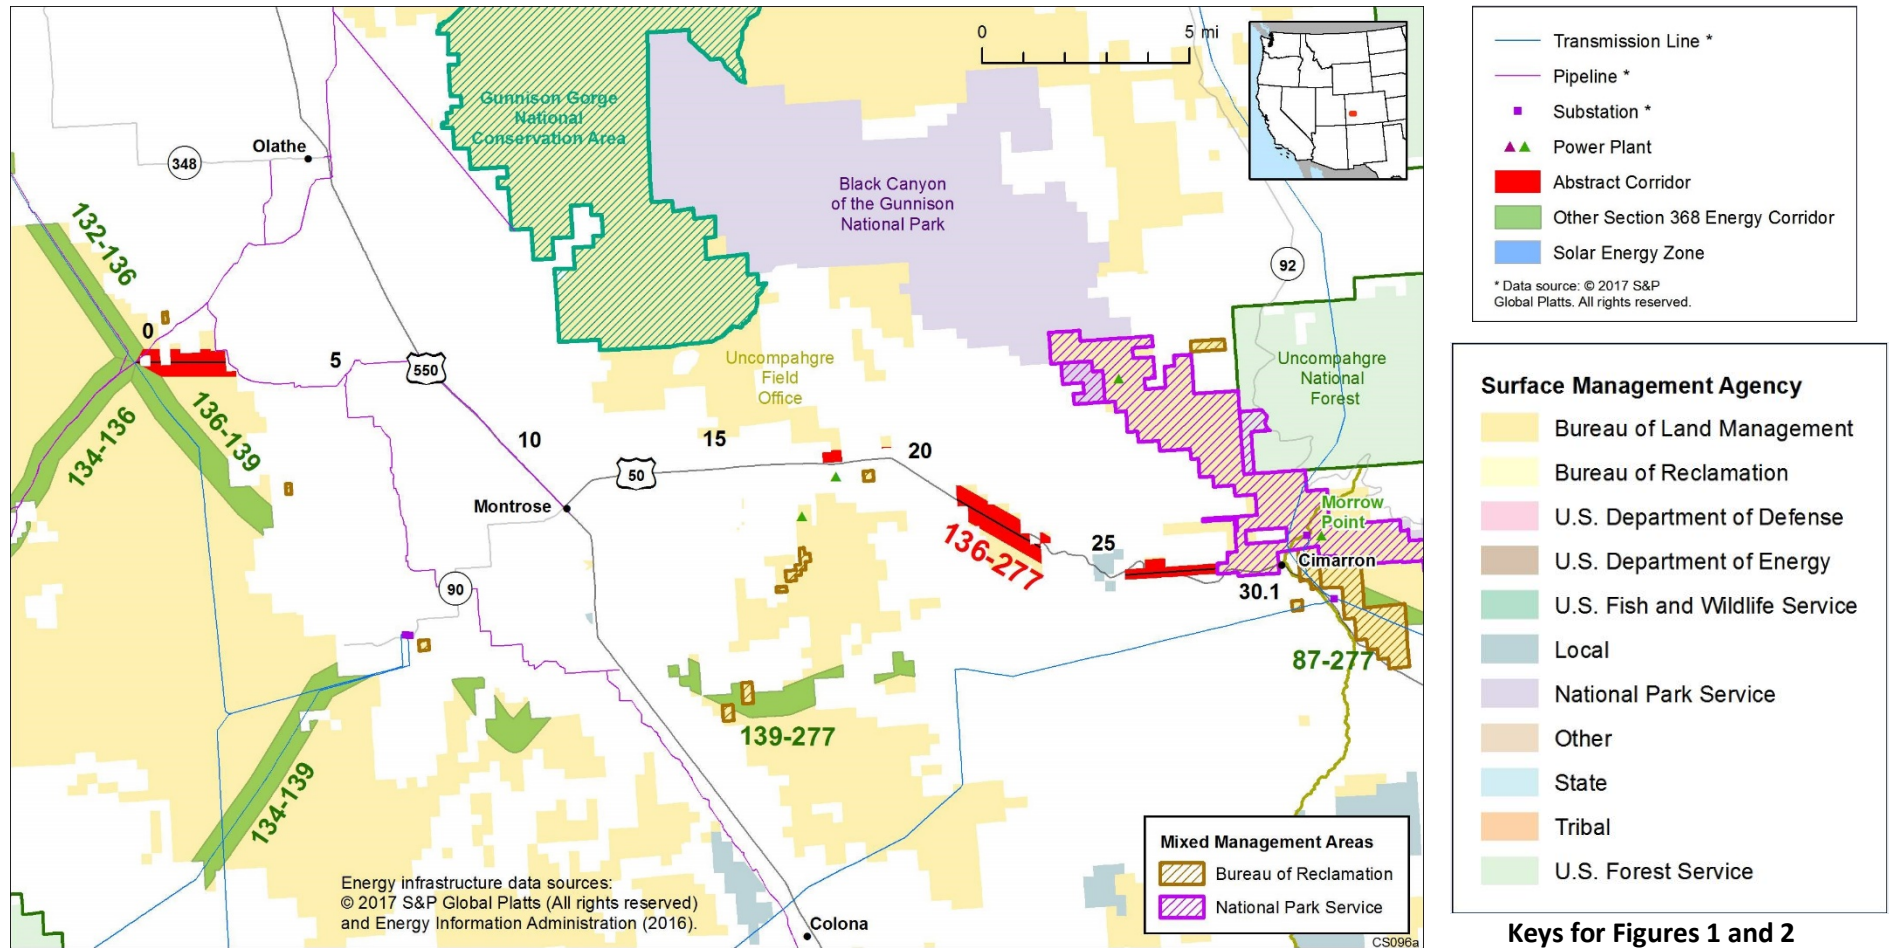 0 5 mi
Gunnison Gorge
National
Conservation Area
Olathe
348
Black Canyon
of the Gunnison
National Park
92
132-136
0
5
550
134-136
136-139
Uncompahgre
Field
Office
Uncompahgre
National
Forest
10
15
20
50
Montrose
136-277
25
Morrow
Point
Cimarron
30.1
90
87-277
139-277
134-139
Colona
Energy infrastructure data sources:
© 2017 S&P Global Platts (All rights reserved)
and Energy Information Administration (2016).
Mixed Management Areas
Bureau of Reclamation
National Park Service
CS096a
Transmission Line *
Pipeline *
Substation *
Power Plant
Abstract Corridor
Other Section 368 Energy Corridor
Solar Energy Zone
* Data source: © 2017 S&P
Global Platts. All rights reserved.
Surface Management Agency
Bureau of Land Management
Bureau of Reclamation
U.S. Department of Defense
U.S. Department of Energy
U.S. Fish and Wildlife Service
Local
National Park Service
Other
State
Tribal
U.S. Forest Service
Keys for Figures 1 and 2